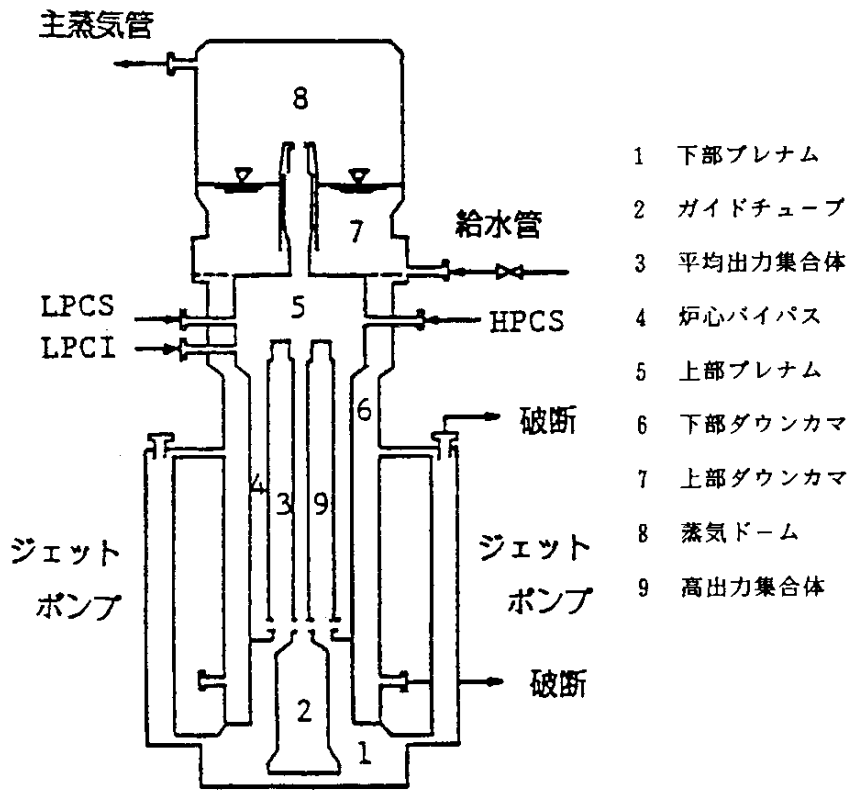 主蒸気管
8
1 下部プレナム
2 ガイドチューブ
7
給水管
3 平均出力集合体
LPCS
5
HPCS
4 炉心バイパス
LPCI
5 上部プレナム
6
破断
6 下部ダウンカマ
4
3
9
7 上部ダウンカマ
ジェット
ポンプ
ジェット
ポンプ
8 蒸気ドーム
9 高出力集合体
破断
2
1